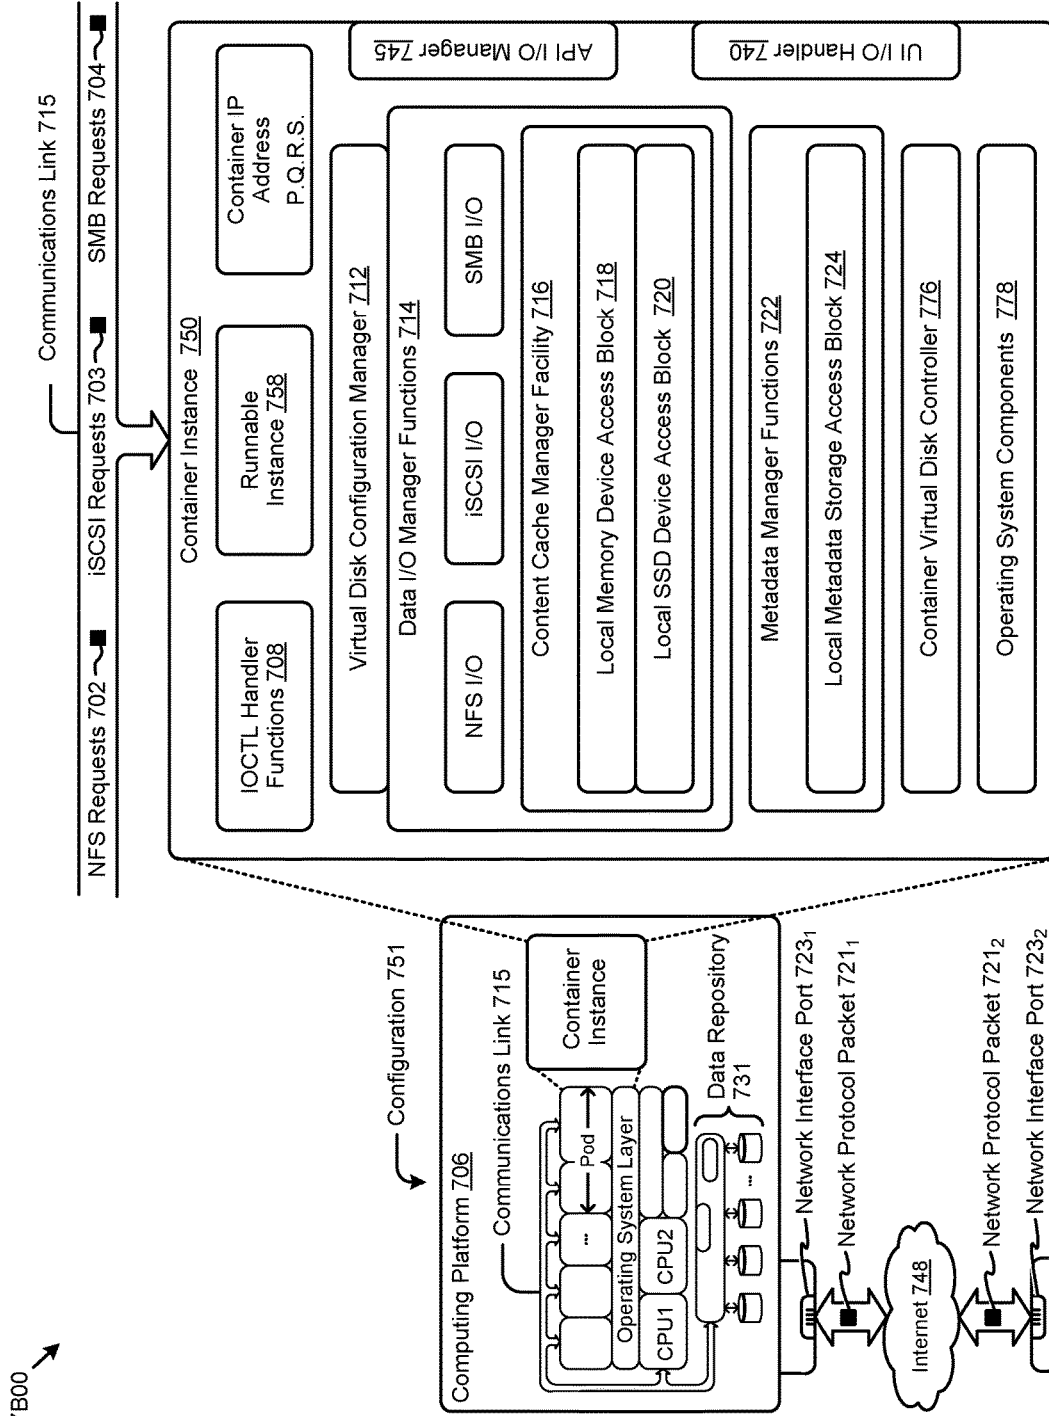 7B00
Configuration 751
Computing Platform 706
Communications Link 715
Pod
...
Operating System Layer
CPU1
CPU2
...
Data Repository
731
Container
Instance
Network Interface Port 723₁
Network Protocol Packet 721₁
Internet 748
Network Protocol Packet 721₂
Network Interface Port 723₂
Communications Link 715
NFS Requests 702
iSCSI Requests 703
SMB Requests 704
Container Instance 750
IOCTL Handler
Functions 708
Runnable
Instance 758
Container IP
Address
P.Q.R.S.
Virtual Disk Configuration Manager 712
Data I/O Manager Functions 714
NFS I/O
iSCSI I/O
SMB I/O
Content Cache Manager Facility 716
Local Memory Device Access Block 718
Local SSD Device Access Block 720
Metadata Manager Functions 722
Local Metadata Storage Access Block 724
Container Virtual Disk Controller 776
Operating System Components 778
API I/O Manager 745
UI I/O Handler 740